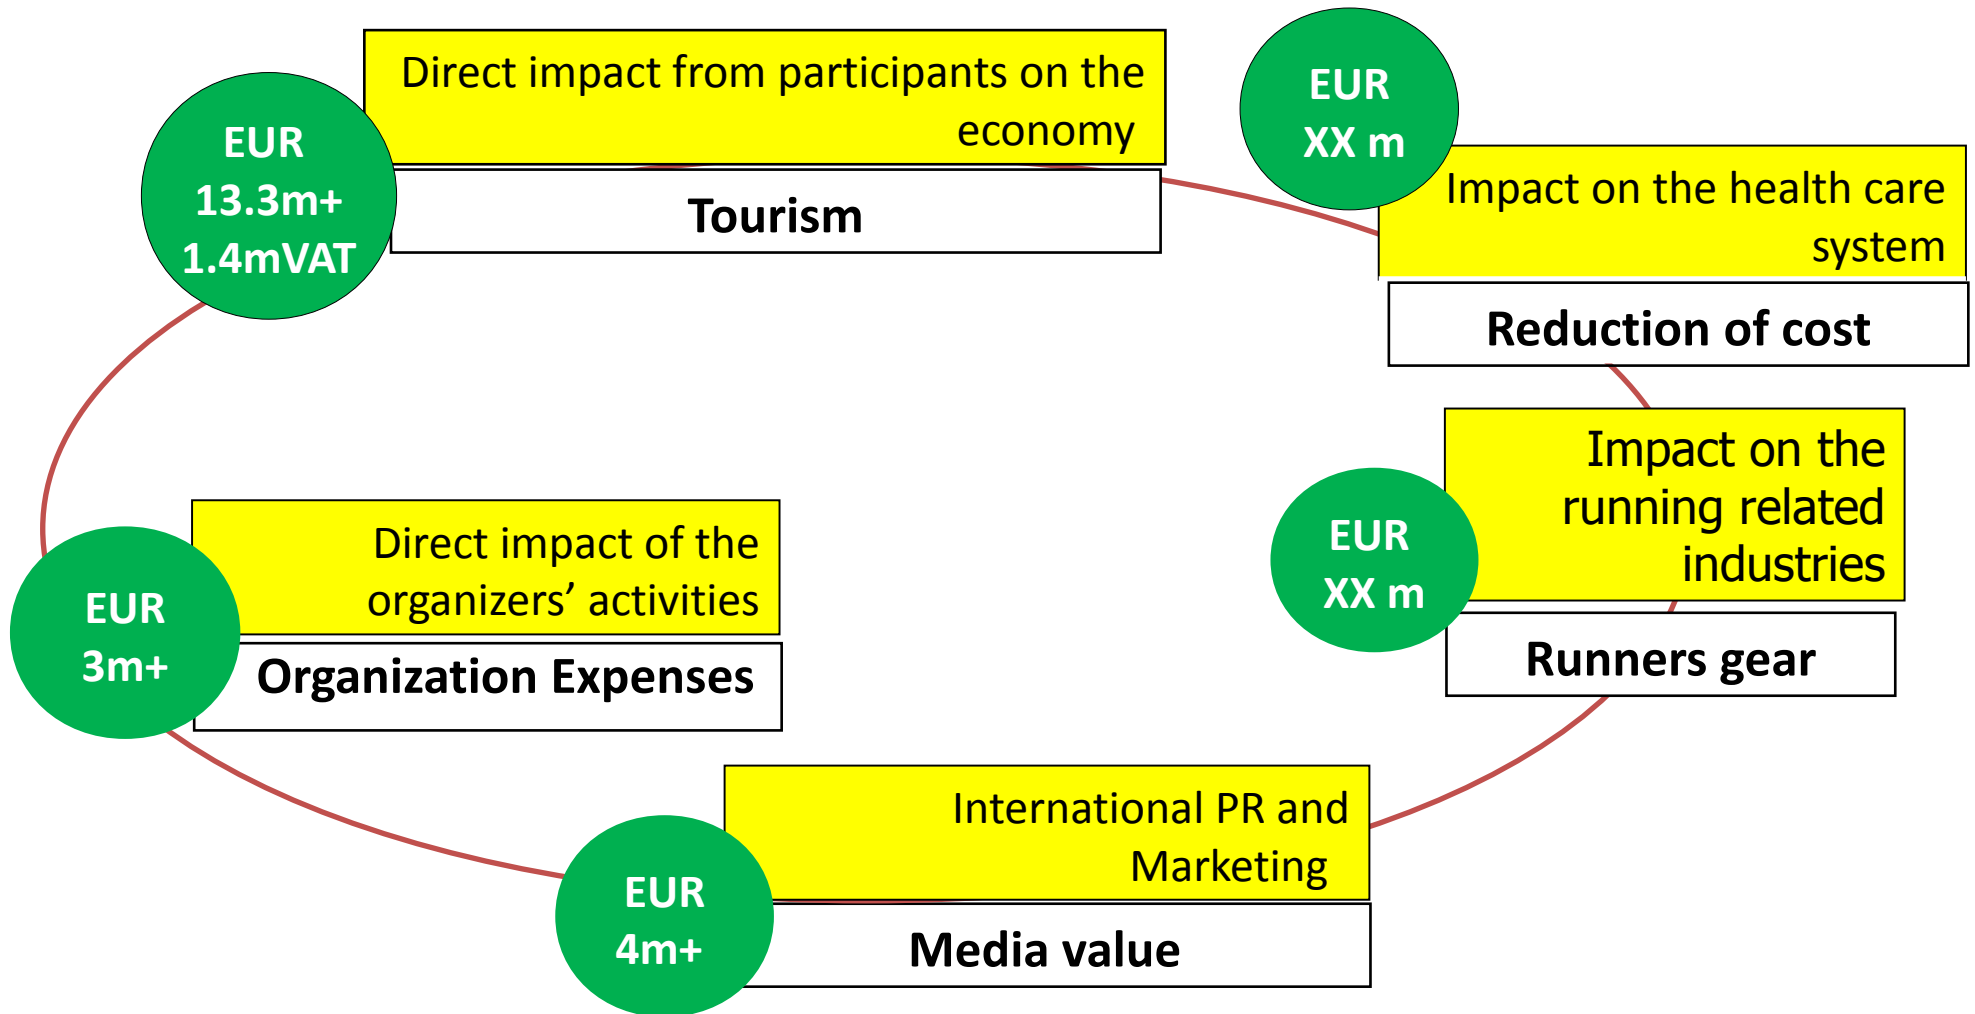 Direct impact from participants on the
economy
EUR
13.3m+
1.4mVAT
Tourism
EUR
XX m
Impact on the health care
system
Reduction of cost
Impact on the
running related
industries
EUR
XX m
Runners gear
Direct impact of the
organizers’ activities
EUR
3m+
Organization Expenses
International PR and
Marketing
EUR
4m+
Media value